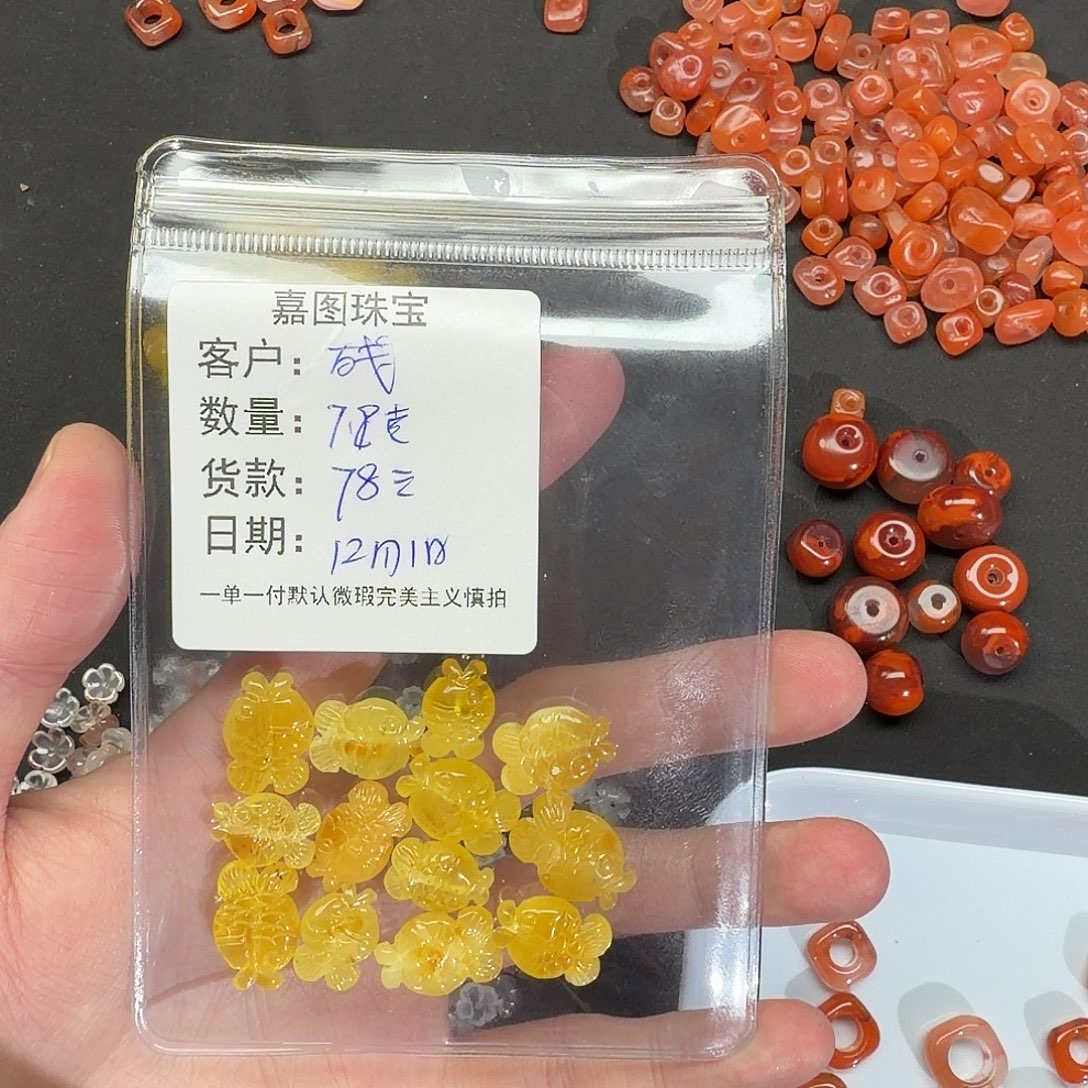 嘉图珠宝
客户:
数量: 7.8克
货款: 78元
日期: 12月1日
一单一付默认微瑕完美主义慎拍